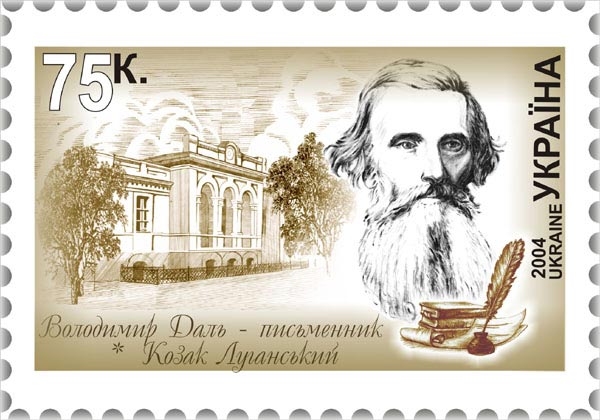 75к.
УКРАЇНА
2004
UKRAINE
Володимир Даль - письменник
* Козак Луганський